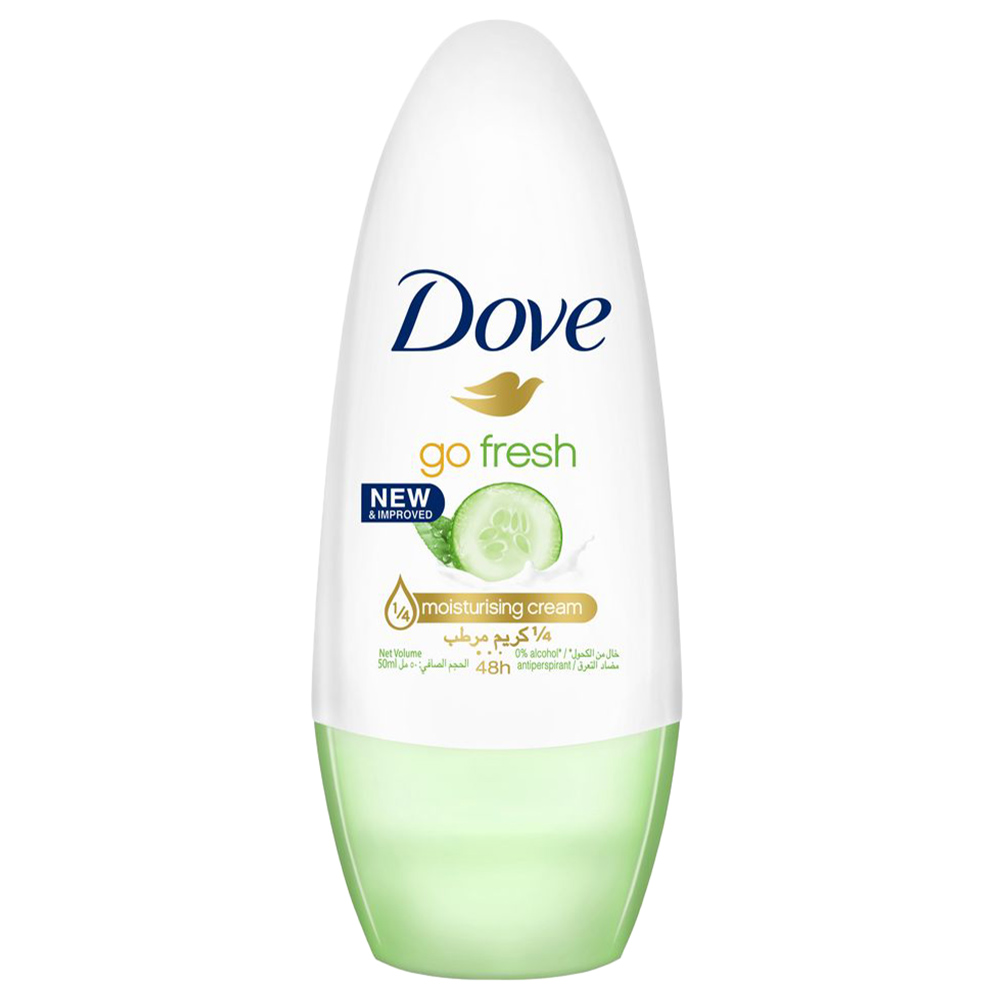 Dove
go fresh
NEW
& IMPROVED
1/4 moisturising cream
1/4 كريم مرطب
Net Volume
50ml الحجم الصافي: ٥٠ مل
48h
0% alcohol* / *خال من الكحول
antiperspirant / مضاد التعرق